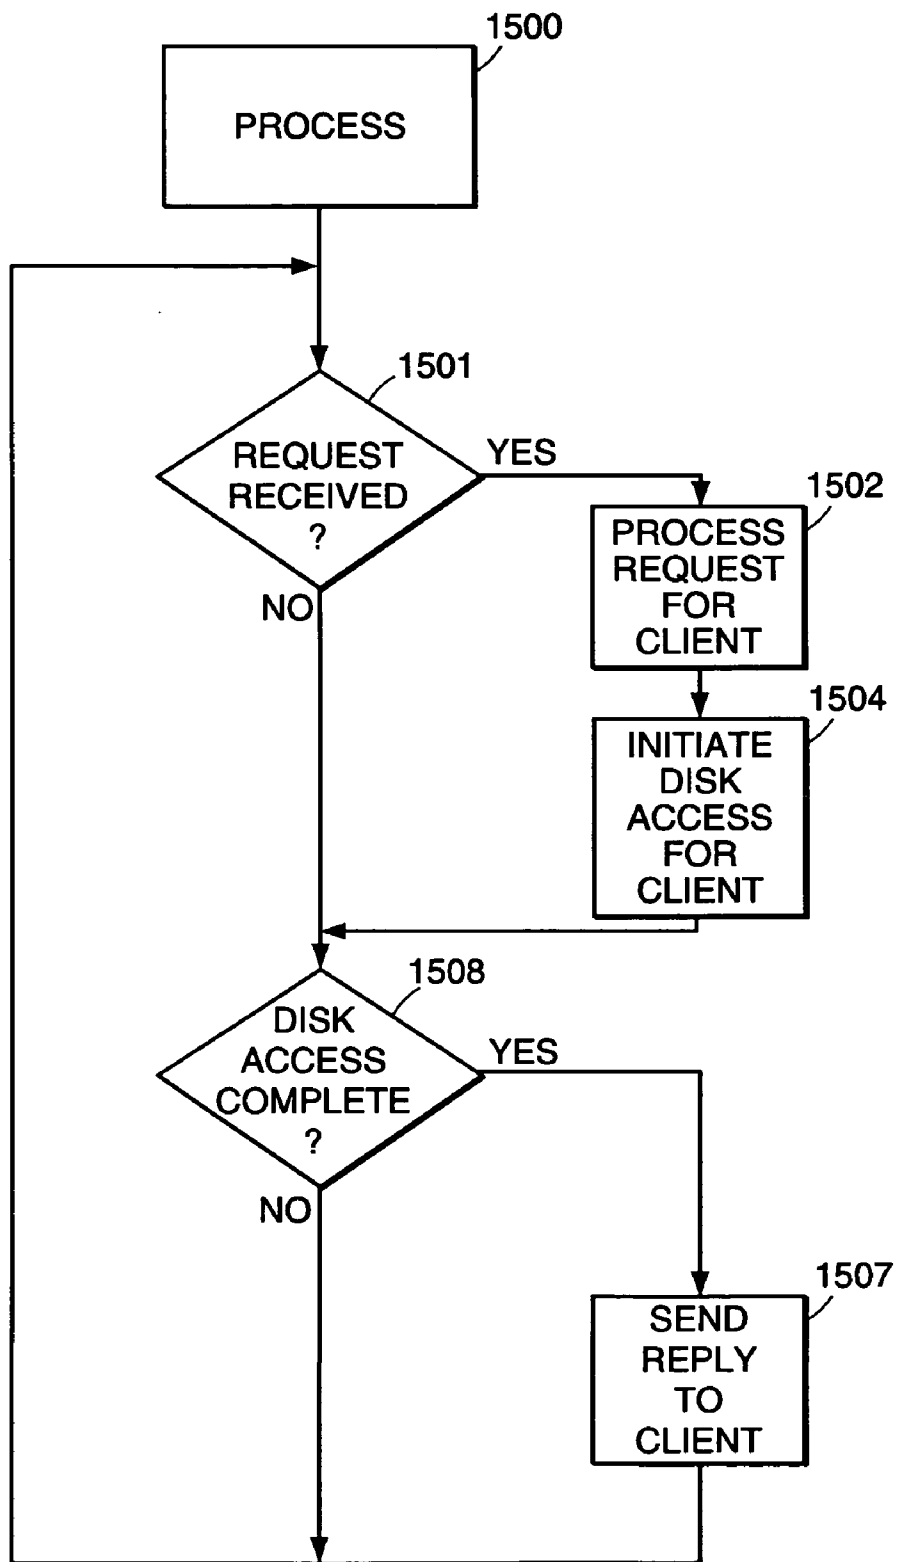 1500
PROCESS
1501
REQUEST
RECEIVED
?
YES
NO
1502
PROCESS
REQUEST
FOR
CLIENT
1504
INITIATE
DISK
ACCESS
FOR
CLIENT
1508
DISK
ACCESS
COMPLETE
?
YES
NO
1507
SEND
REPLY
TO
CLIENT